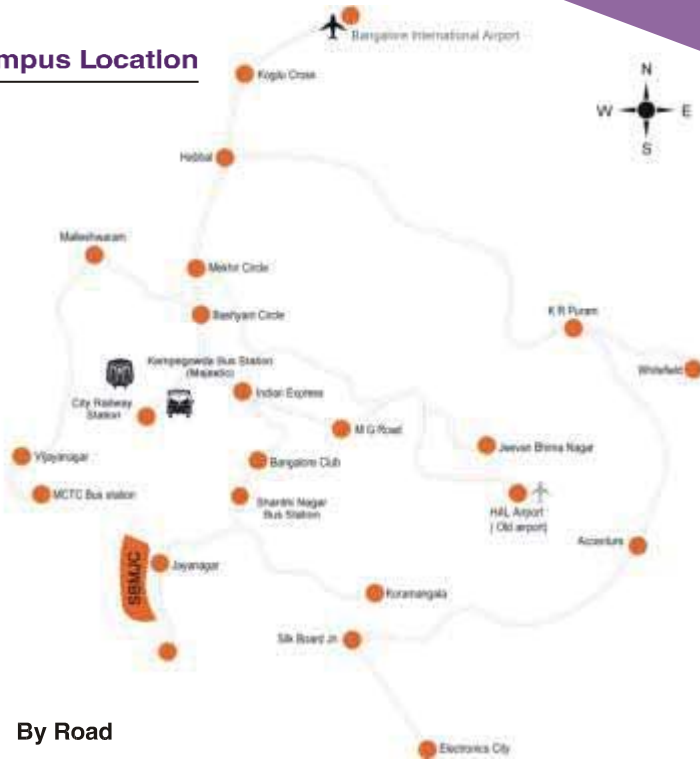 mpus Location
Bangalore International Airport
Koglu Cross
N
W E
S
Hebbal
Malleshwaram
Mekhri Circle
Bashyam Circle
K R Puram
Whitefield
Kempegowda Bus Station
(Majestic)
City Railway
Station
Indian Express
M G Road
Jeevan Bhima Nagar
Vijayanagar
Bangalore Club
MCTC Bus station
Shanthi Nagar
Bus Station
HAL Airport
( Old airport)
Accenture
SBMJC
Jayanagar
Koramangala
Silk Board Jn
By Road
Electronics City